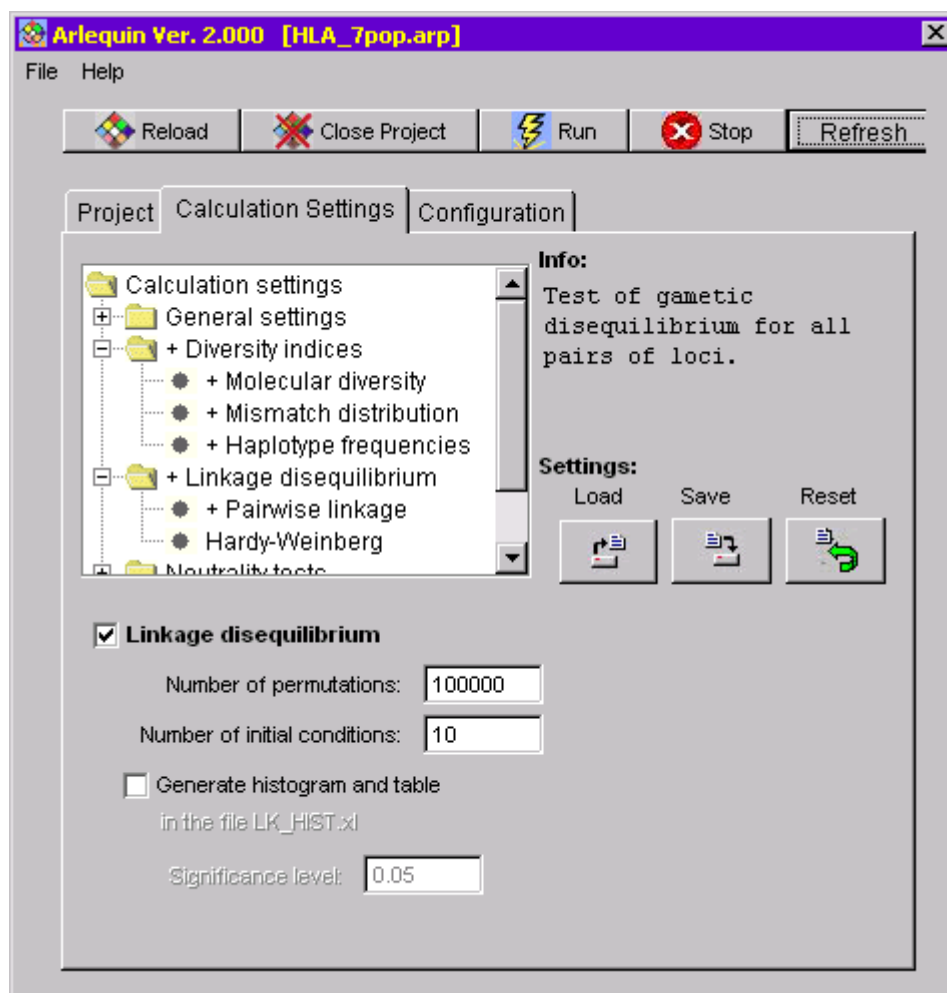 Arlequin Ver. 2.000 [HLA_7pop.arp]
File Help
Reload Close Project Run Stop Refresh
Project Calculation Settings Configuration
Calculation settings
General settings
+ Diversity indices
+ Molecular diversity
+ Mismatch distribution
+ Haplotype frequencies
+ Linkage disequilibrium
+ Pairwise linkage
Hardy-Weinberg
Neutrality tests
Info:
Test of gametic
disequilibrium for all
pairs of loci.
Settings:
Load Save Reset
Linkage disequilibrium
Number of permutations: 100000
Number of initial conditions: 10
Generate histogram and table
in the file LK_HIST.xl
Significance level: 0.05